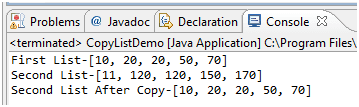 Problems @ Javadoc Declaration Console
<terminated> CopyListDemo [Java Application] C:\Program Files
First List-[10, 20, 20, 50, 70]
Second List-[11, 120, 120, 150, 170]
Second List After Copy-[10, 20, 20, 50, 70]